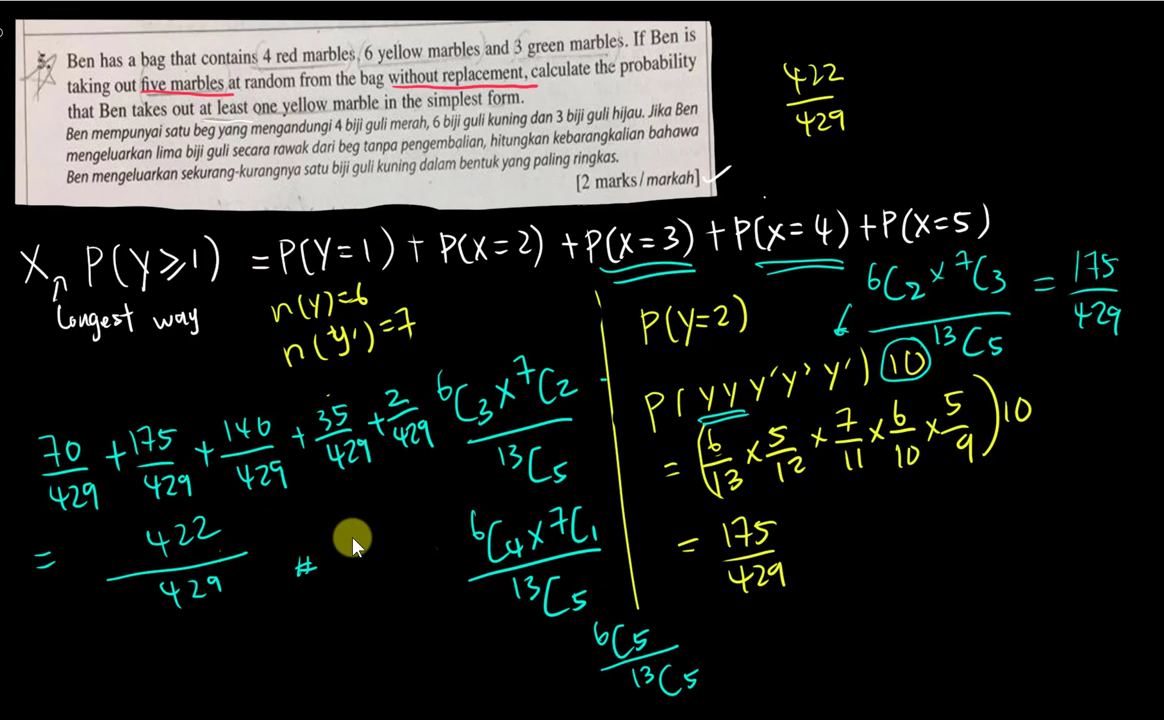 5. Ben has a bag that contains 4 red marbles, 6 yellow marbles and 3 green marbles. If Ben is
taking out five marbles at random from the bag without replacement, calculate the probability
that Ben takes out at least one yellow marble in the simplest form.
Ben mempunyai satu beg yang mengandungi 4 biji guli merah, 6 biji guli kuning dan 3 biji guli hijau. Jika Ben
mengeluarkan lima biji guli secara rawak dari beg tanpa pengembalian, hitungkan kebarangkalian bahawa
Ben mengeluarkan sekurang-kurangnya satu biji guli kuning dalam bentuk yang paling ringkas.
[2 marks/markah]
422/429
X, P(Y≥1) = P(Y=1) + P(X=2) + P(X=3) + P(X=4) + P(X=5)
Longest way
n(Y)=6
n(Y')=7
70/429 + 175/429 + 140/429 + 35/429 + 2/429
= 422/429 #
⁶C₃ x ⁷C₂ / ¹³C₅
⁶C₄ x ⁷C₁ / ¹³C₅
⁶C₅ / ¹³C₅
P(Y=2)
⁶C₂ x ⁷C₃ / ¹³C₅ = 175/429
P(Y Y Y' Y' Y') 10
= (6/13 x 5/12 x 7/11 x 6/10 x 5/9) 10
= 175/429